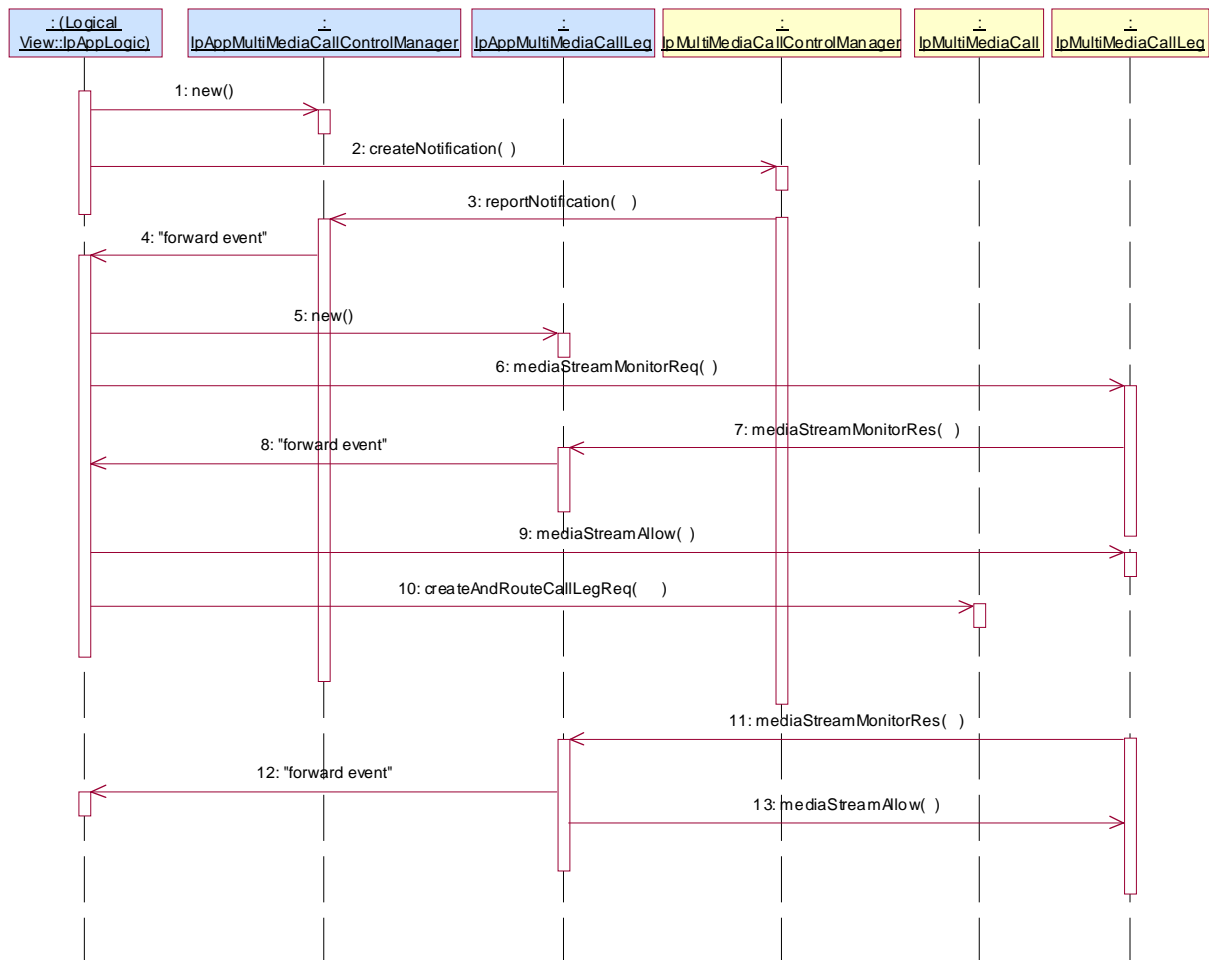 : (Logical
View::IpAppLogic)
:
IpAppMultiMediaCallControlManager
:
IpAppMultiMediaCallLeg
:
IpMultiMediaCallControlManager
:
IpMultiMediaCall
:
IpMultiMediaCallLeg
1: new()
2: createNotification( )
3: reportNotification( )
4: "forward event"
5: new()
6: mediaStreamMonitorReq( )
7: mediaStreamMonitorRes( )
8: "forward event"
9: mediaStreamAllow( )
10: createAndRouteCallLegReq( )
11: mediaStreamMonitorRes( )
12: "forward event"
13: mediaStreamAllow( )